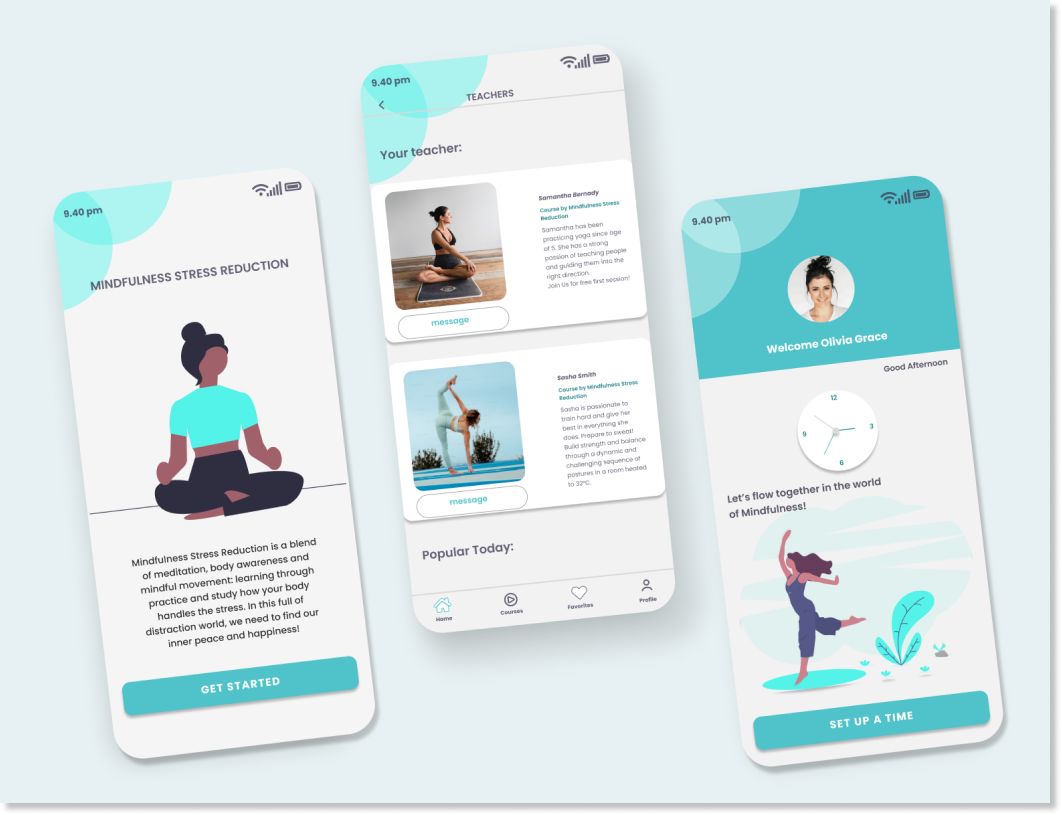 9.40 pm
MINDFULNESS STRESS REDUCTION
Mindfulness Stress Reduction is a blend
of meditation, body awareness and
mindful movement: learning through
practice and study how your body
handles the stress. In this full of
distraction world, we need to find our
inner peace and happiness!
GET STARTED
9.40 pm
TEACHERS
Your teacher:
Samantha Bernady
Course by Mindfulness Stress
Reduction
Samantha has been
practicing yoga since age
of 5. She has a strong
passion of teaching people
and guiding them into the
right direction.
Join Us for free first session!
message
Sasha Smith
Course by Mindfulness Stress
Reduction
Sasha is passionate to
train hard and give her
best in everything she
does. Prepare to sweat!
Build strength and balance
through a dynamic and
challenging sequence of
postures in a room heated
to 32°C.
message
Popular Today:
Home
Courses
Favorites
Profile
9.40 pm
Welcome Olivia Grace
Good Afternoon
12
9
3
6
Let's flow together in the world
of Mindfulness!
SET UP A TIME